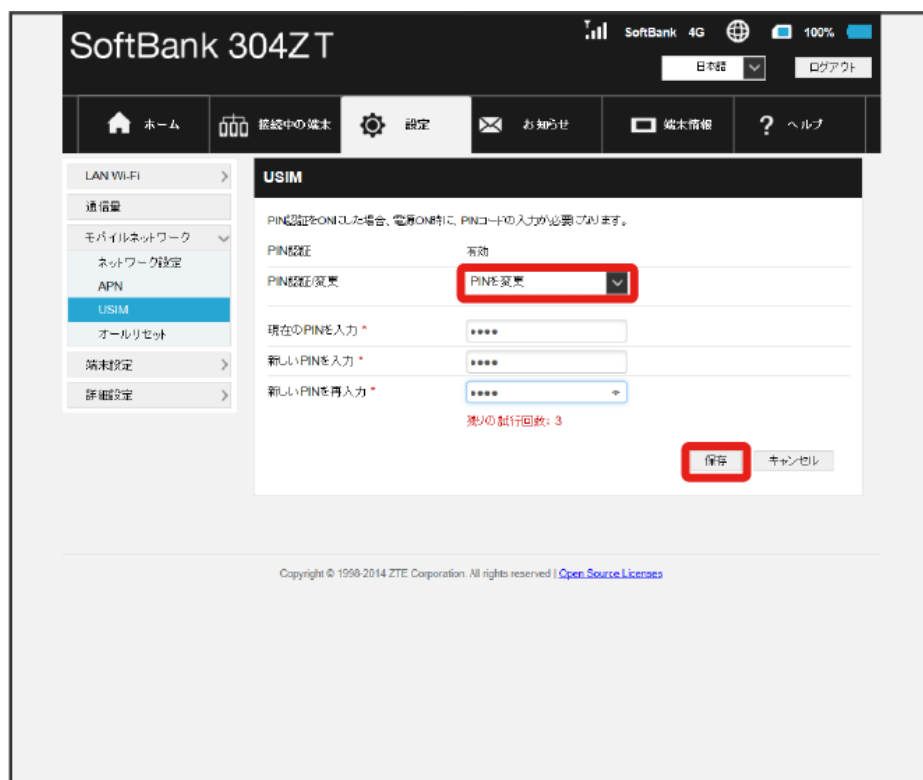 SoftBank 304ZT
SoftBank 4G 100%
日本語 ログアウト
ホーム 接続中の端末 設定 お知らせ 端末情報 ? ヘルプ
LAN Wi-Fi
通信量
モバイルネットワーク
ネットワーク設定
APN
USIM
オールリセット
端末設定
詳細設定
USIM
PIN認証をONにした場合、電源ON時に、PINコードの入力が必要になります。
PIN認証 有効
PIN認証/変更 PINを変更
現在のPINを入力 * ●●●●
新しいPINを入力 * ●●●●
新しいPINを再入力 * ●●●●
残りの試行回数: 3
保存 キャンセル
Copyright © 1998-2014 ZTE Corporation. All rights reserved | Open Source Licenses